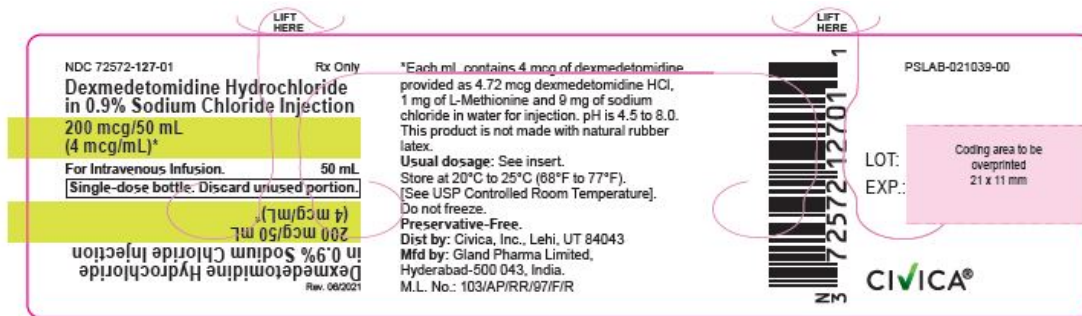 LIFT
HERE
LIFT
HERE
NDC 72572-127-01 Rx Only
Dexmedetomidine Hydrochloride
in 0.9% Sodium Chloride Injection
200 mcg/50 mL
(4 mcg/mL)*
For Intravenous Infusion. 50 mL
Single-dose bottle. Discard unused portion.
Dexmedetomidine Hydrochloride
in 0.9% Sodium Chloride Injection
200 mcg/50 mL
(4 mcg/mL)*
Rev. 06/2021
*Each mL contains 4 mcg of dexmedetomidine
provided as 4.72 mcg dexmedetomidine HCl,
1 mg of L-Methionine and 9 mg of sodium
chloride in water for injection. pH is 4.5 to 8.0.
This product is not made with natural rubber
latex.
Usual dosage: See insert.
Store at 20°C to 25°C (68°F to 77°F).
[See USP Controlled Room Temperature].
Do not freeze.
Preservative-Free.
Dist by: Civica, Inc., Lehi, UT 84043
Mfd by: Gland Pharma Limited,
Hyderabad-500 043, India.
M.L. No.: 103/AP/RR/97/F/R
N
3 72572 12701 1
PSLAB-021039-00
LOT:
EXP.:
Coding area to be
overprinted
21 x 11 mm
CIVICA®